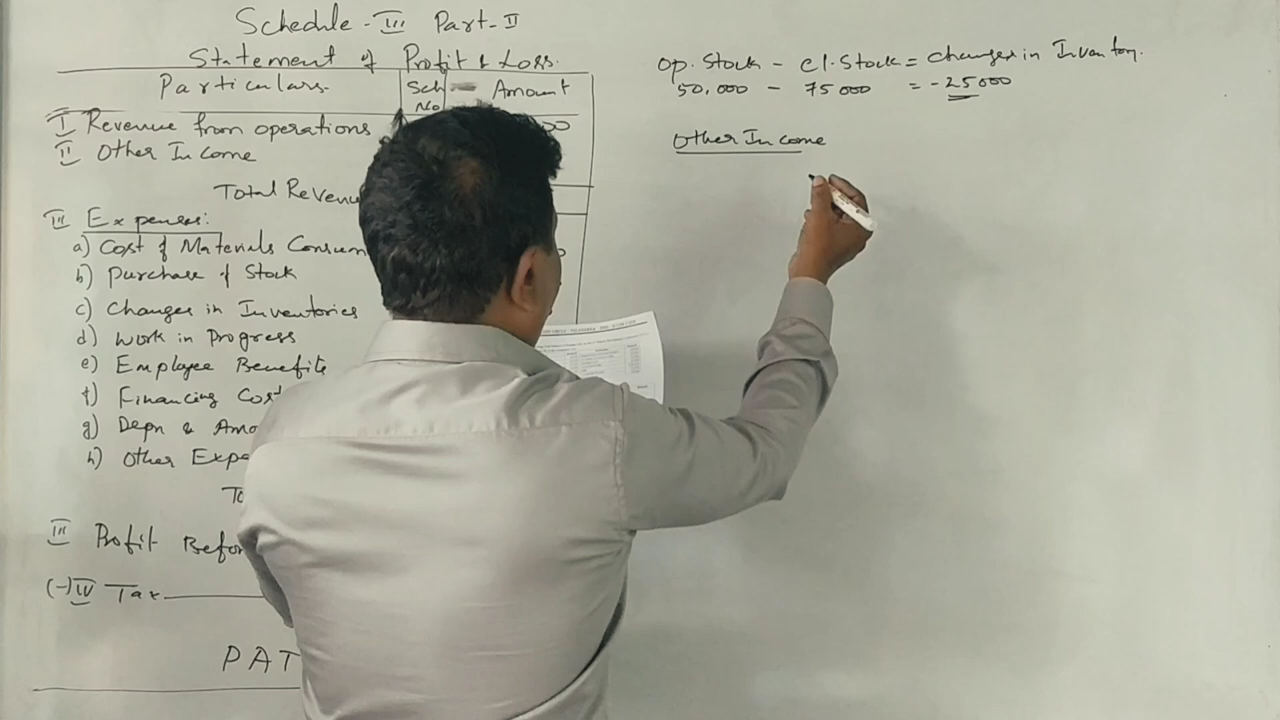 Schedule - III Part - II
Statement of Profit & Loss.
Particulars.
Sch No
Amount
I Revenue from operations
II Other Income
Total Revenu
III Expenses:
a) Cost of Materials Consum
b) Purchase of Stock
c) Changes in Inventories
d) Work in Progress
e) Employee Benefits
f) Financing Cost
g) Depn & Amo
h) Other Expe
To
III Profit Befor
(-) IV Tax
PAT
Op. Stock - Cl. Stock = Changes in Inventory.
50,000 - 75000 = -25000
Other Income